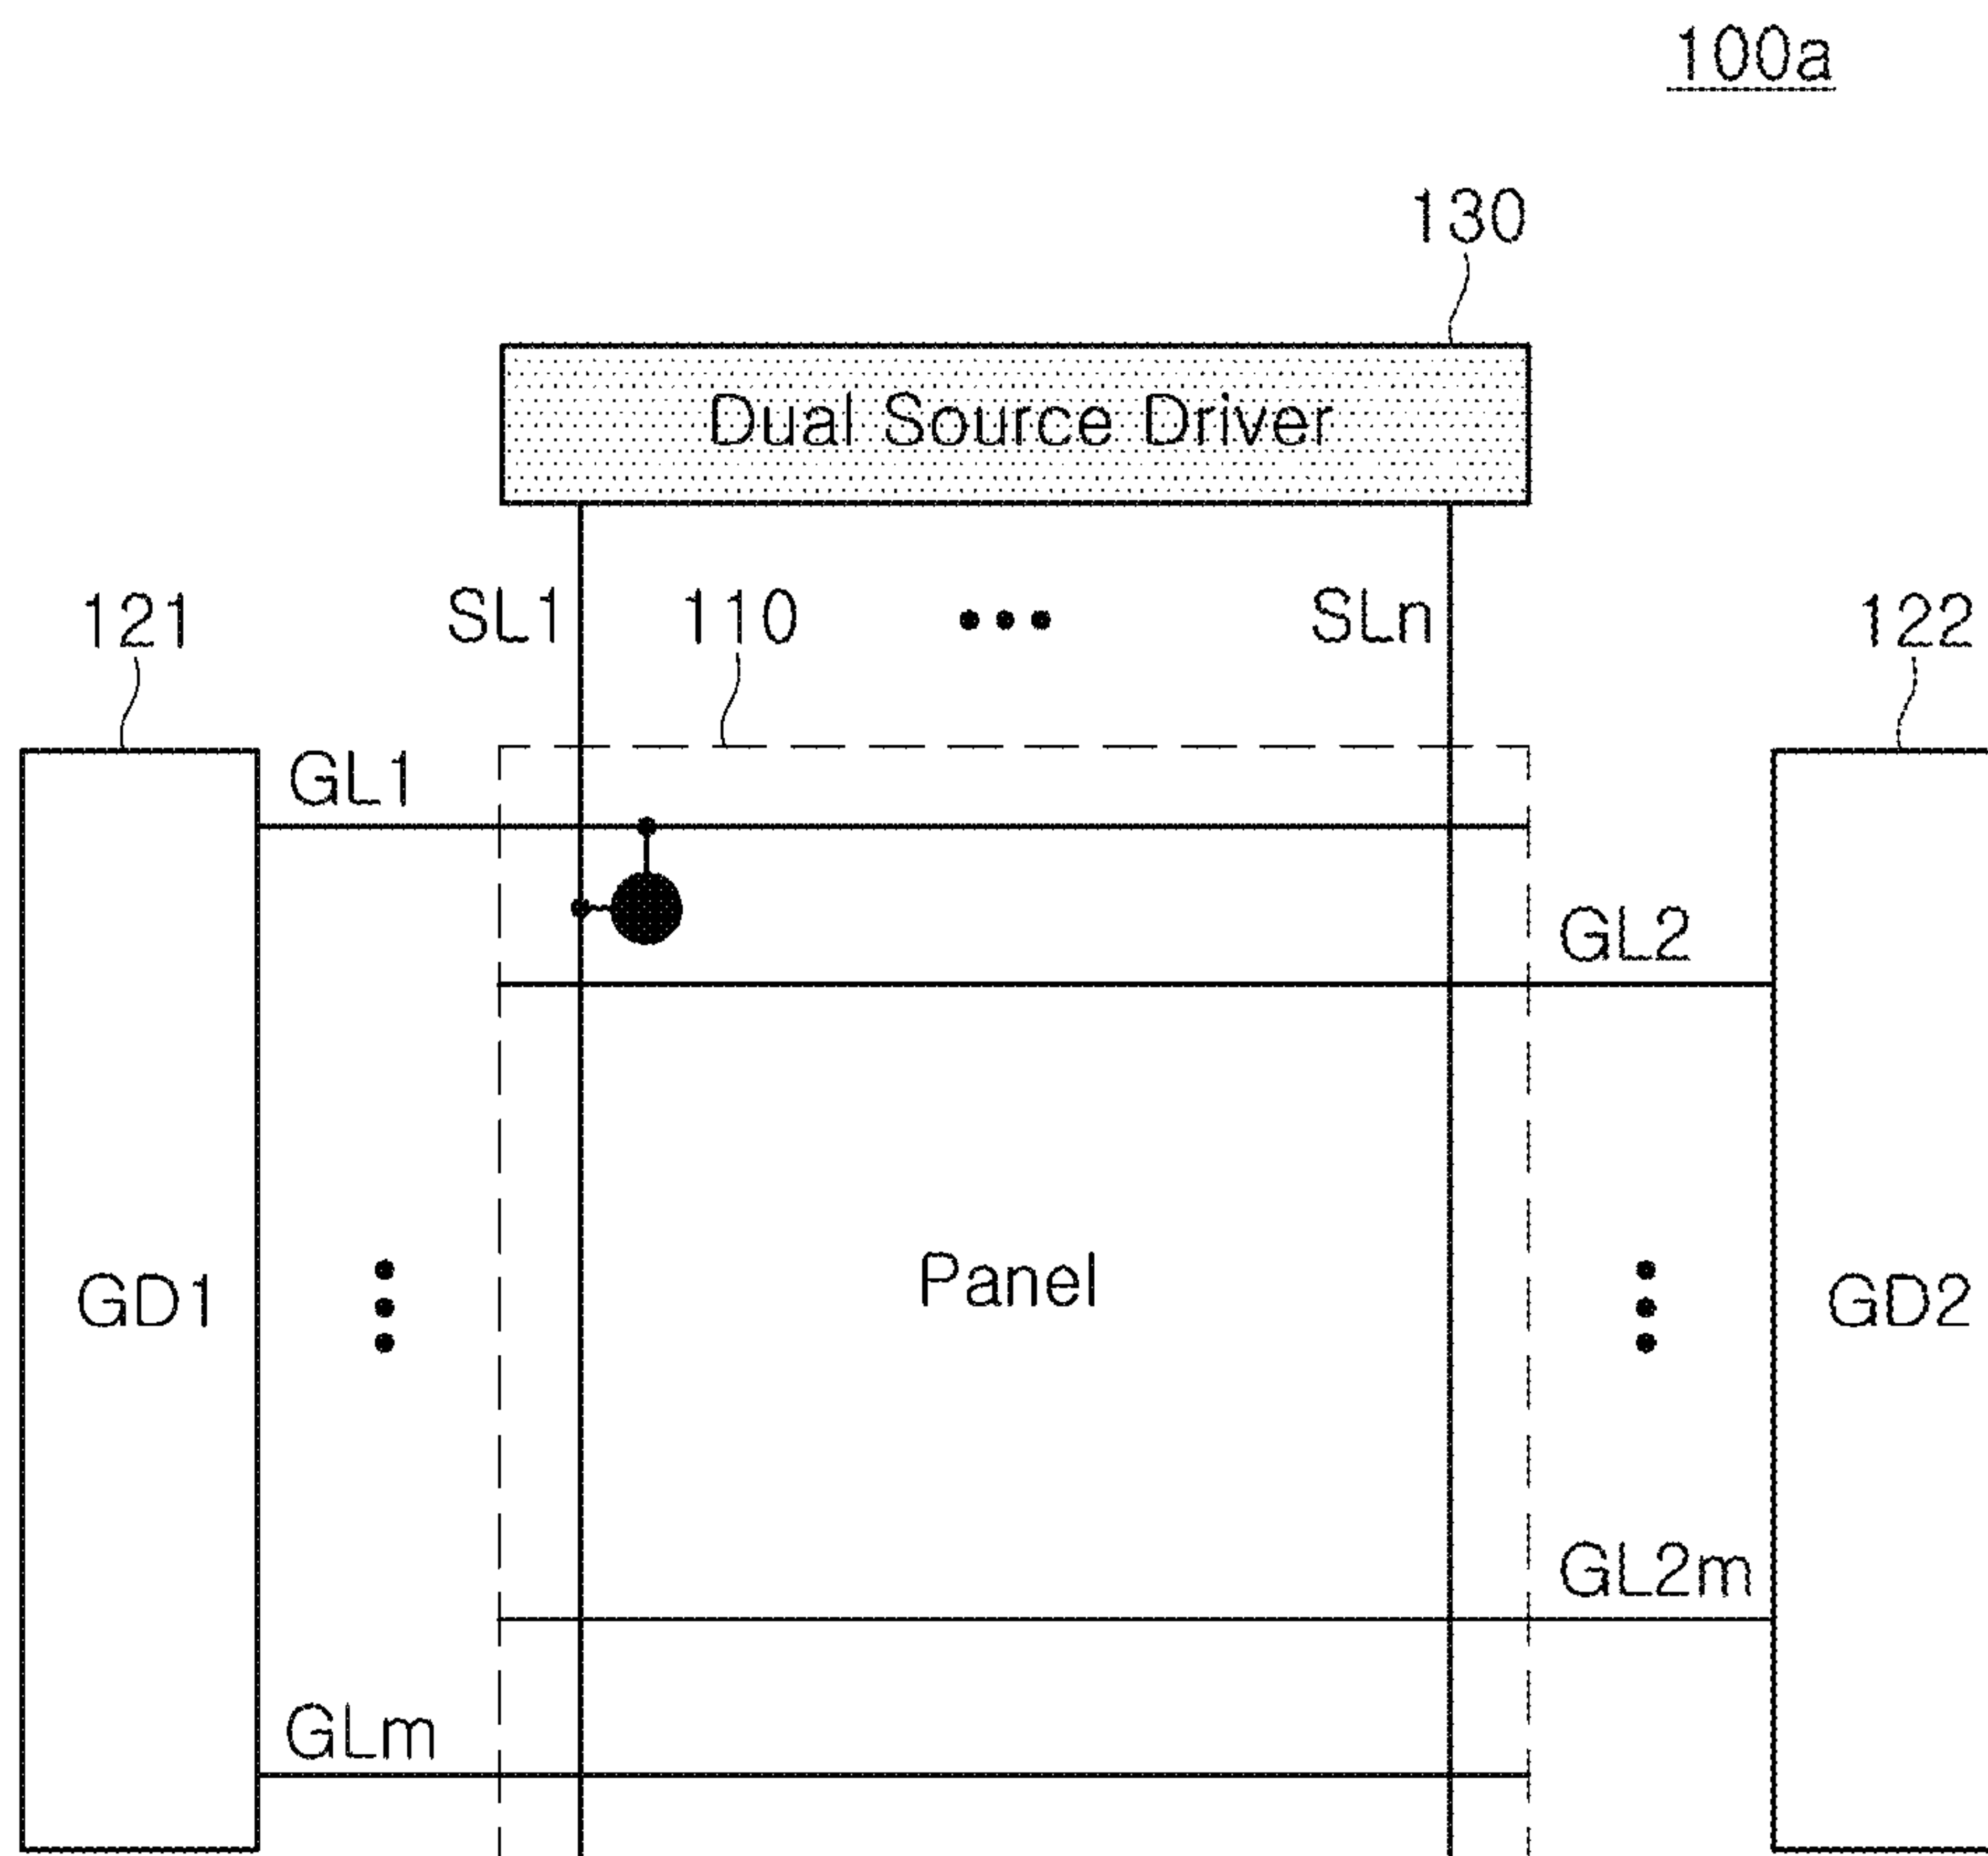 100a
130
Dual Source Driver
121 SL1 110 ••• SLn 122
GL1
GL2
GD1 Panel GD2
GL2m
GLm